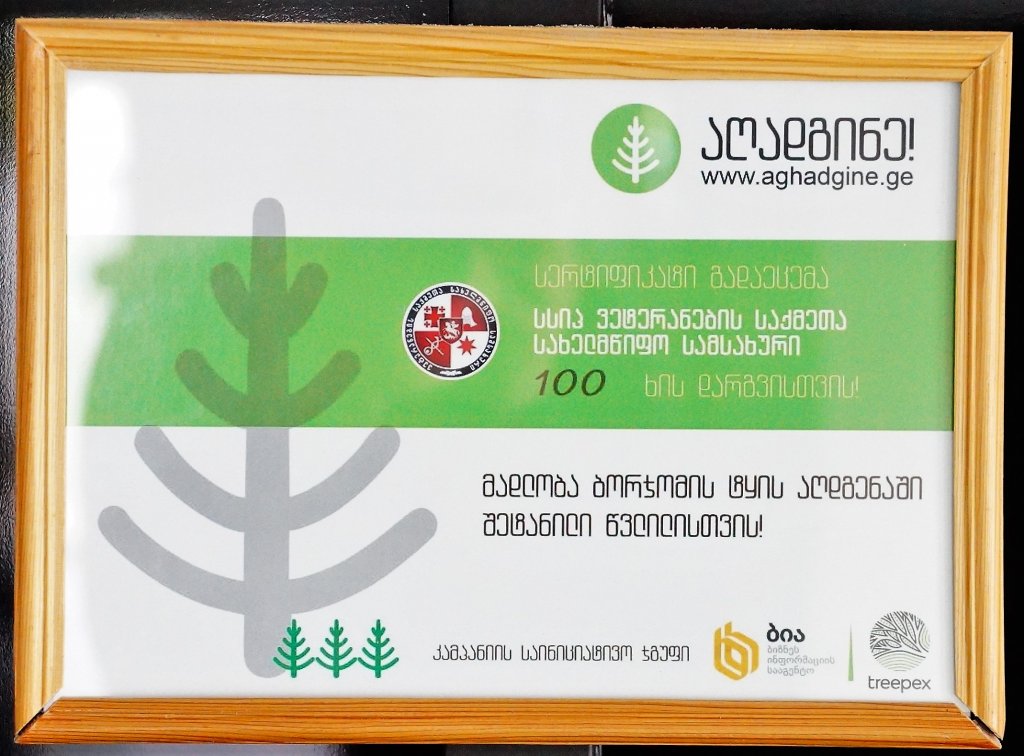 აღადგინე!
www.aghadgine.ge
სერტიფიკატი გადაეცემა
სსიპ ვეტერანების საქმეთა
სახელმწიფო სამსახური
100 ხის დარგვისთვის!
მადლობა ბორჯომის ტყის აღდგენაში
შეტანილი წვლილისთვის!
კამპანიის საინიციატივო ჯგუფი
ბია
ბიზნეს
ინფორმაციის
სააგენტო
treepex